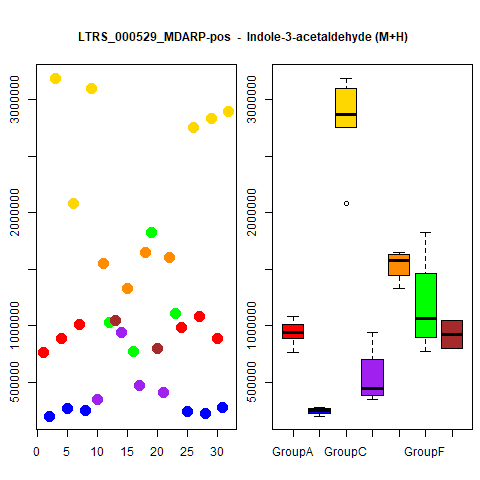 LTRS_000529_MDARP-pos - Indole-3-acetaldehyde (M+H)
3000000
2000000
1000000
500000
0 5 10 15 20 25 30
3000000
2000000
1000000
500000
GroupA GroupC GroupF